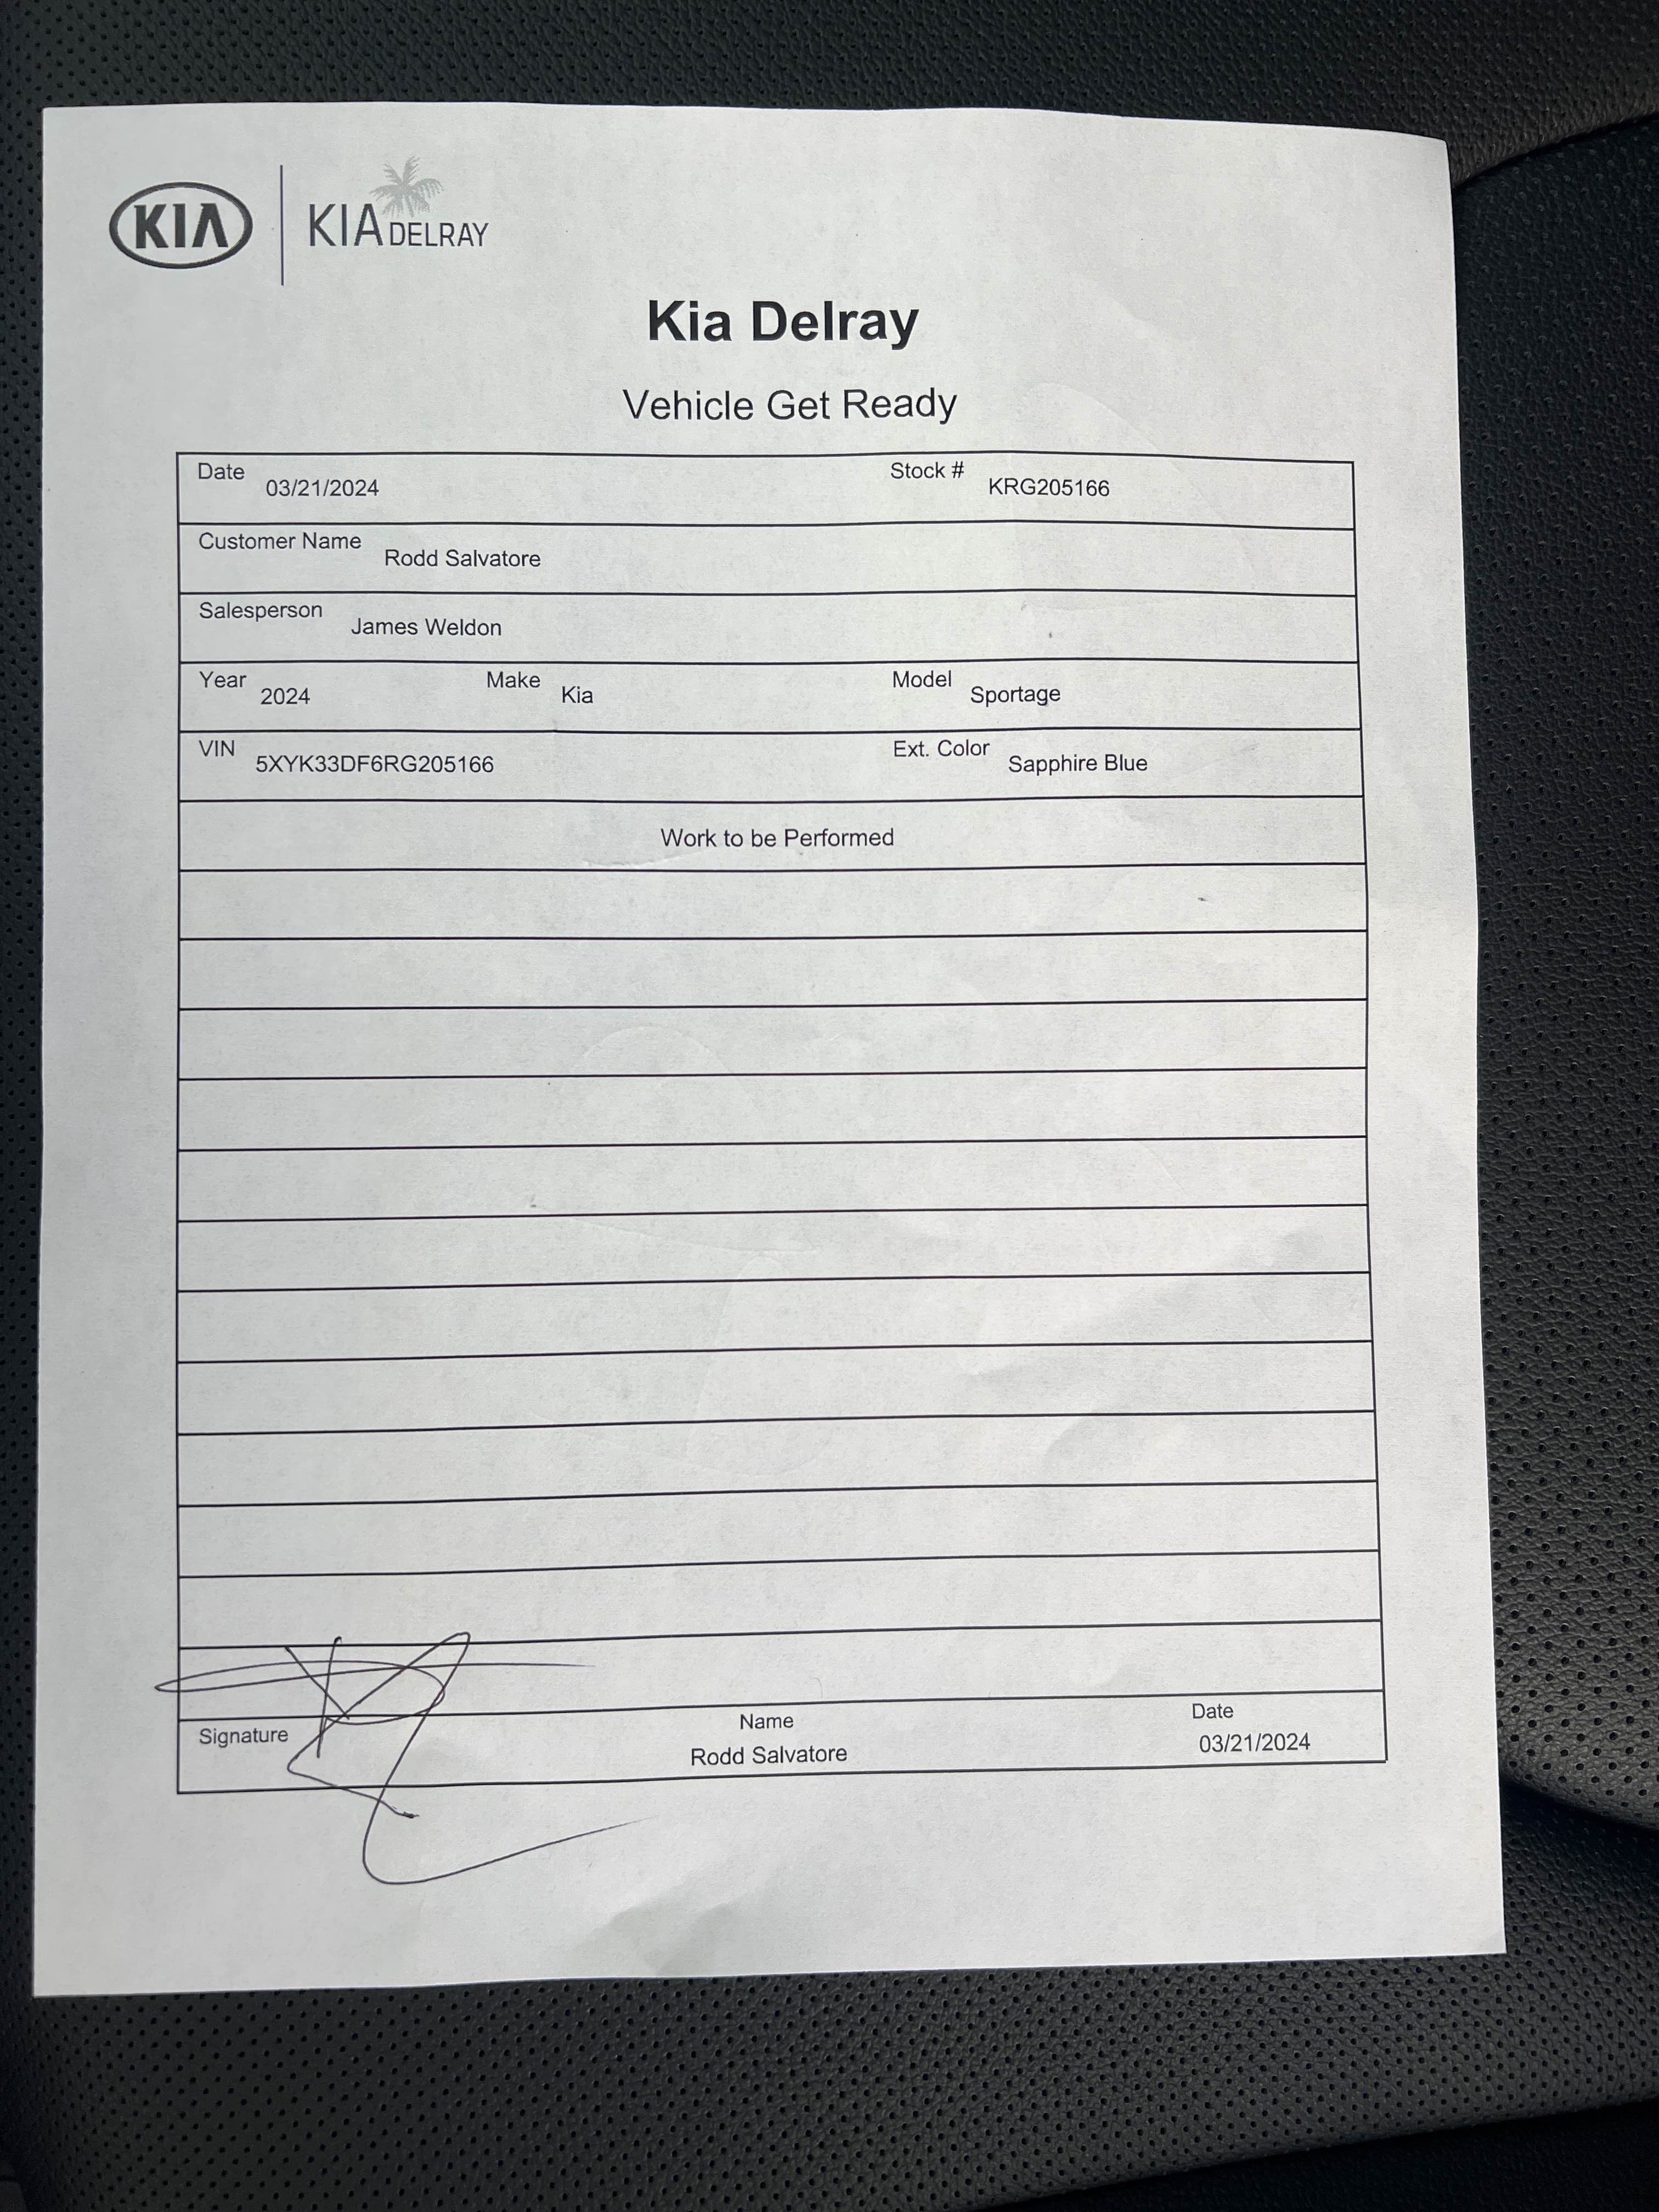 KIA KIA DELRAY
Kia Delray
Vehicle Get Ready
Date 03/21/2024 Stock # KRG205166
Customer Name Rodd Salvatore
Salesperson James Weldon
Year 2024 Make Kia Model Sportage
VIN 5XYK33DF6RG205166 Ext. Color Sapphire Blue
Work to be Performed
Signature Name Date
Rodd Salvatore 03/21/2024